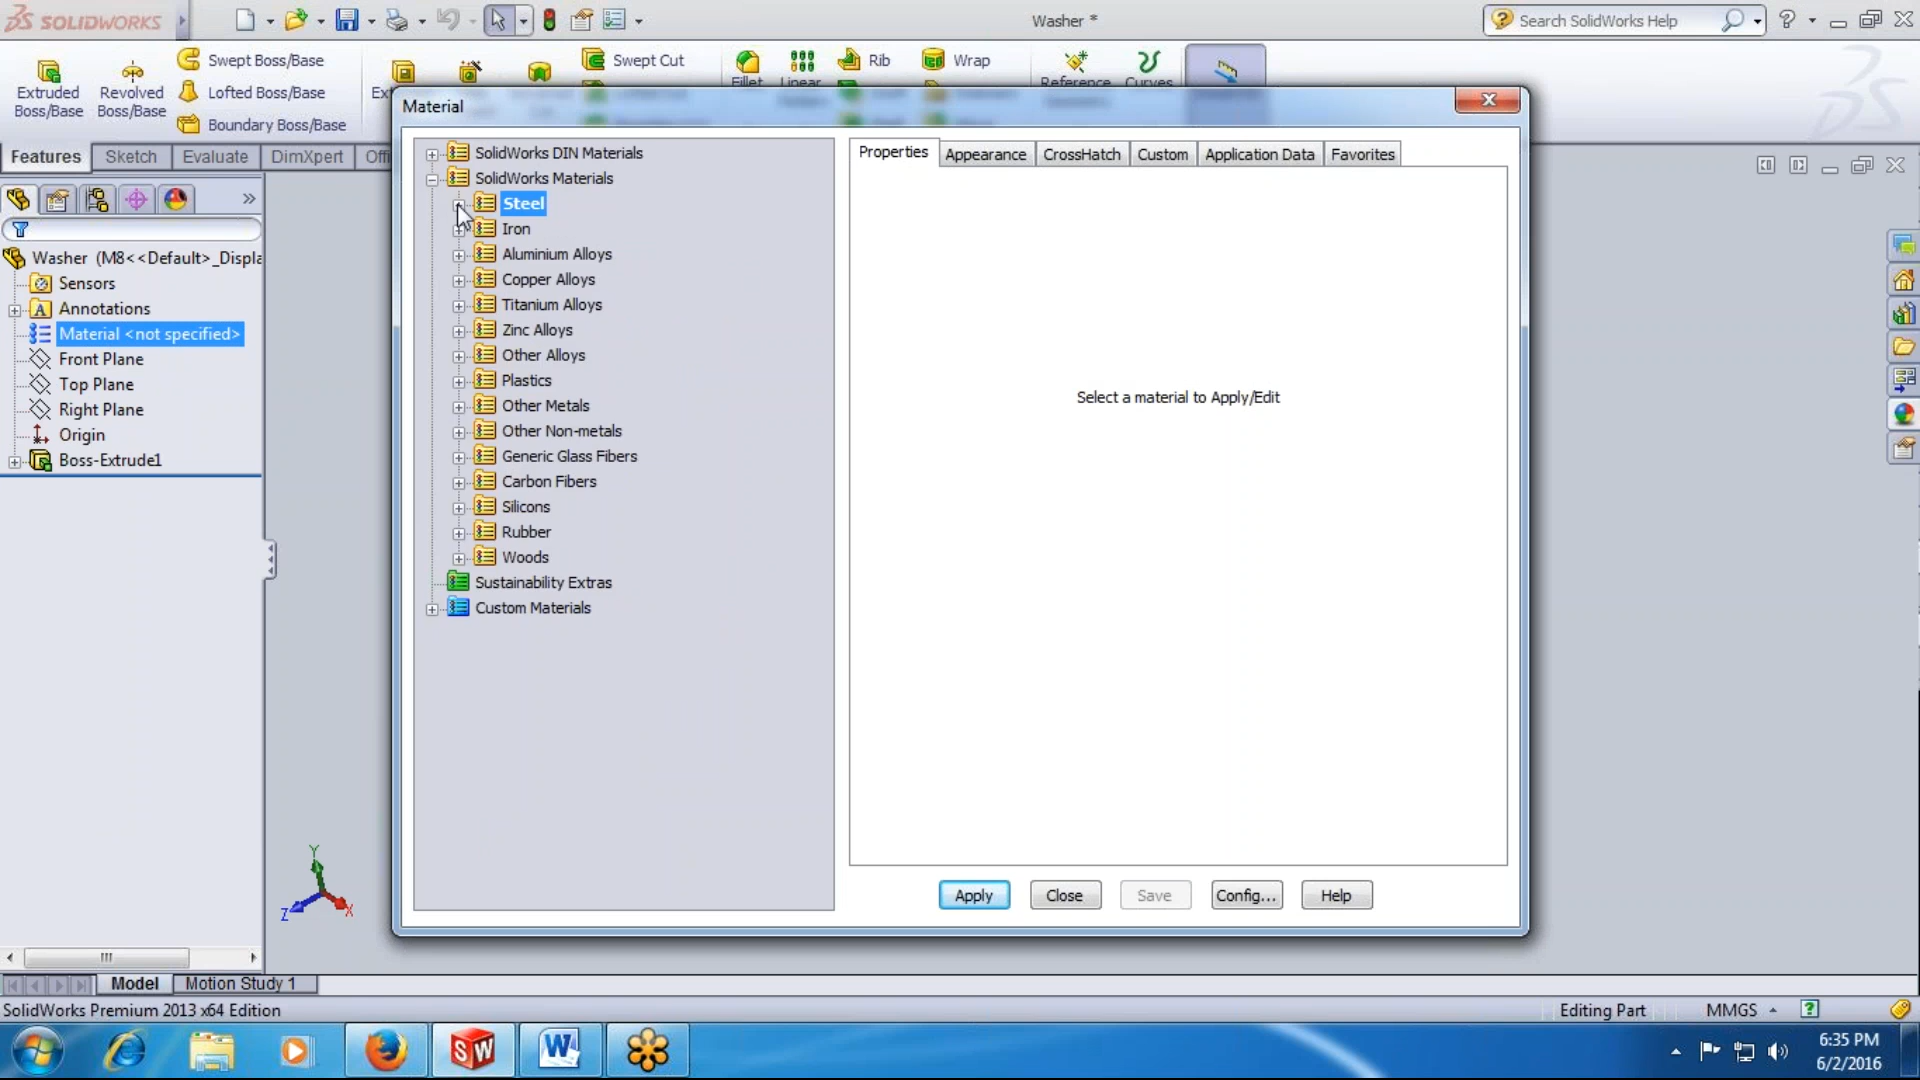 SOLIDWORKS
Washer *
Search SolidWorks Help
Extruded
Boss/Base
Revolved
Boss/Base
Swept Boss/Base
Lofted Boss/Base
Boundary Boss/Base
Swept Cut
Fillet
Linear
Rib
Wrap
Reference
Curves
Features
Sketch
Evaluate
DimXpert
Offi
Washer (M8<<Default>_Displa
Sensors
Annotations
Material <not specified>
Front Plane
Top Plane
Right Plane
Origin
Boss-Extrude1
Material
SolidWorks DIN Materials
SolidWorks Materials
Steel
Iron
Aluminium Alloys
Copper Alloys
Titanium Alloys
Zinc Alloys
Other Alloys
Plastics
Other Metals
Other Non-metals
Generic Glass Fibers
Carbon Fibers
Silicons
Rubber
Woods
Sustainability Extras
Custom Materials
Properties
Appearance
CrossHatch
Custom
Application Data
Favorites
Select a material to Apply/Edit
Apply
Close
Save
Config...
Help
Y
Z
X
Model
Motion Study 1
SolidWorks Premium 2013 x64 Edition
Editing Part
MMGS
6:35 PM
6/2/2016